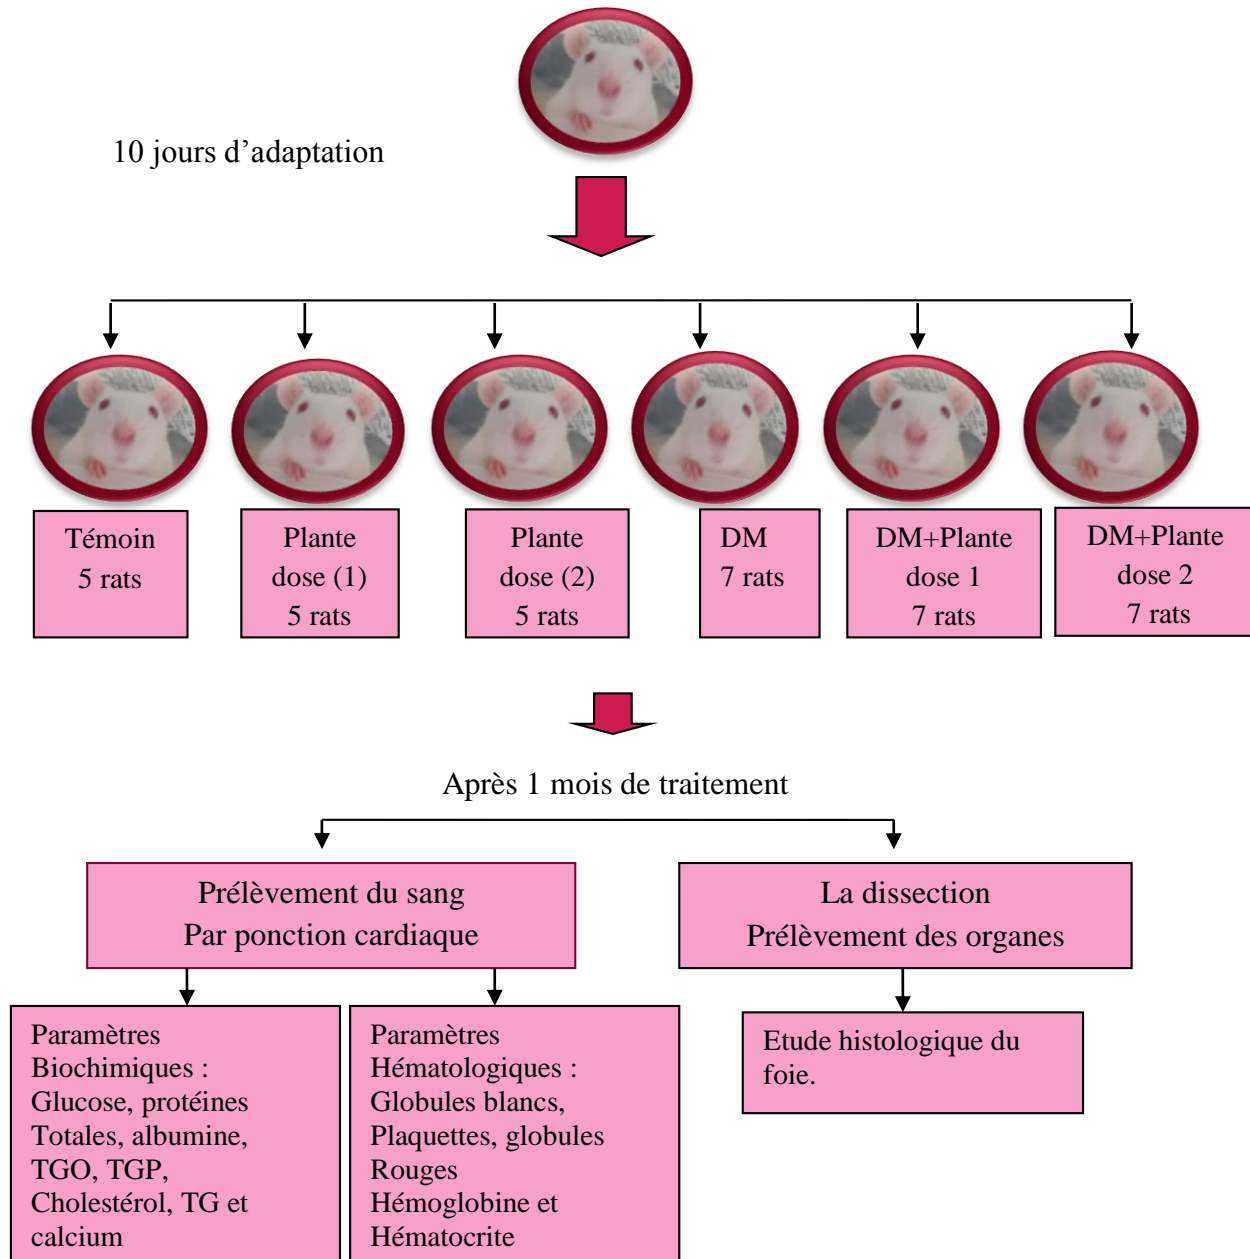 10 jours d’adaptation
Témoin
5 rats
Plante
dose (1)
5 rats
Plante
dose (2)
5 rats
DM
7 rats
DM+Plante
dose 1
7 rats
DM+Plante
dose 2
7 rats
Après 1 mois de traitement
Prélèvement du sang
Par ponction cardiaque
La dissection
Prélèvement des organes
Paramètres
Biochimiques :
Glucose, protéines
Totales, albumine,
TGO, TGP,
Cholestérol, TG et
calcium
Paramètres
Hématologiques :
Globules blancs,
Plaquettes, globules
Rouges
Hémoglobine et
Hématocrite
Etude histologique du
foie.